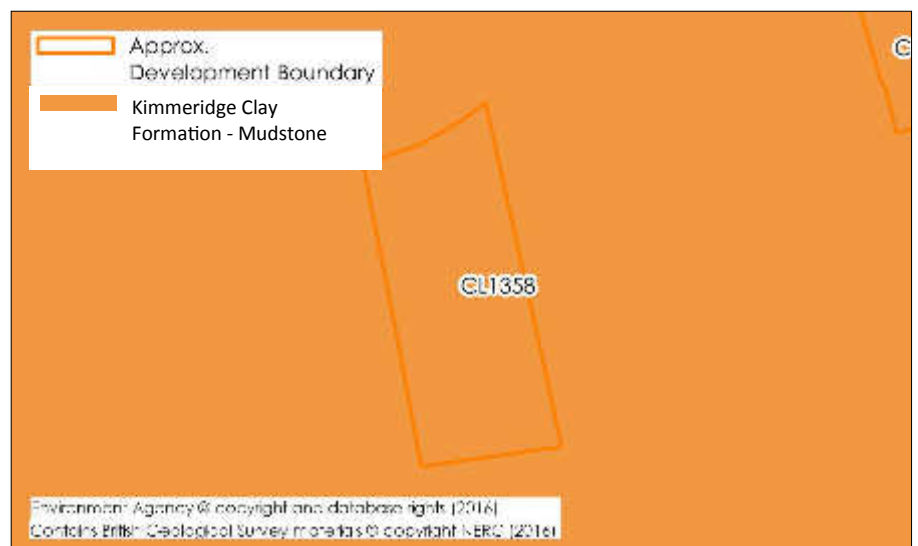 Approx.
Development Boundary
Kimmeridge Clay
Formation - Mudstone
C
CL1358
Environment Agency © copyright and database rights (2016)
Contains British Geological Survey materials © copyright NERC (2016)